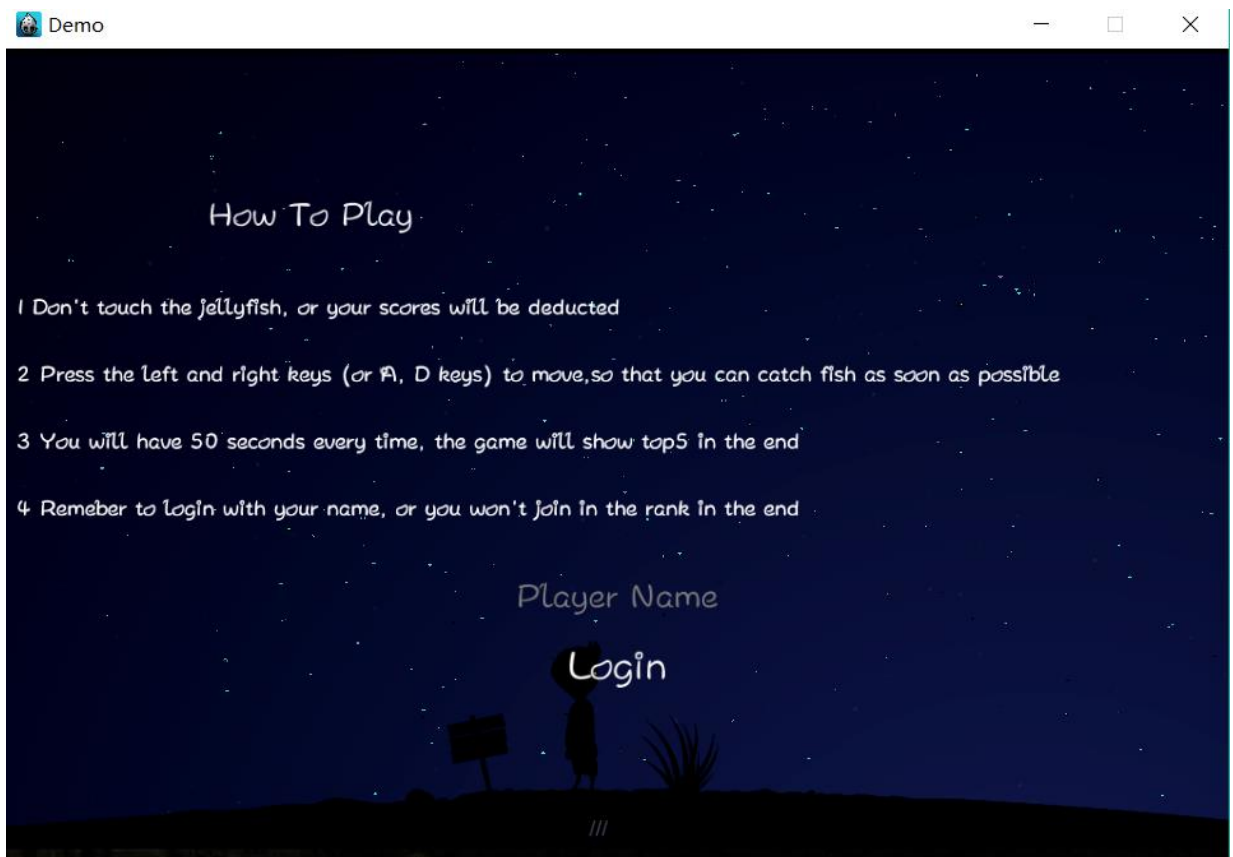 Demo
How To Play
1 Don't touch the jellyfish, or your scores will be deducted
2 Press the left and right keys (or A, D keys) to move,so that you can catch fish as soon as possible
3 You will have 50 seconds every time, the game will show top5 in the end
4 Remeber to login with your name, or you won't join in the rank in the end
Player Name
Login
///